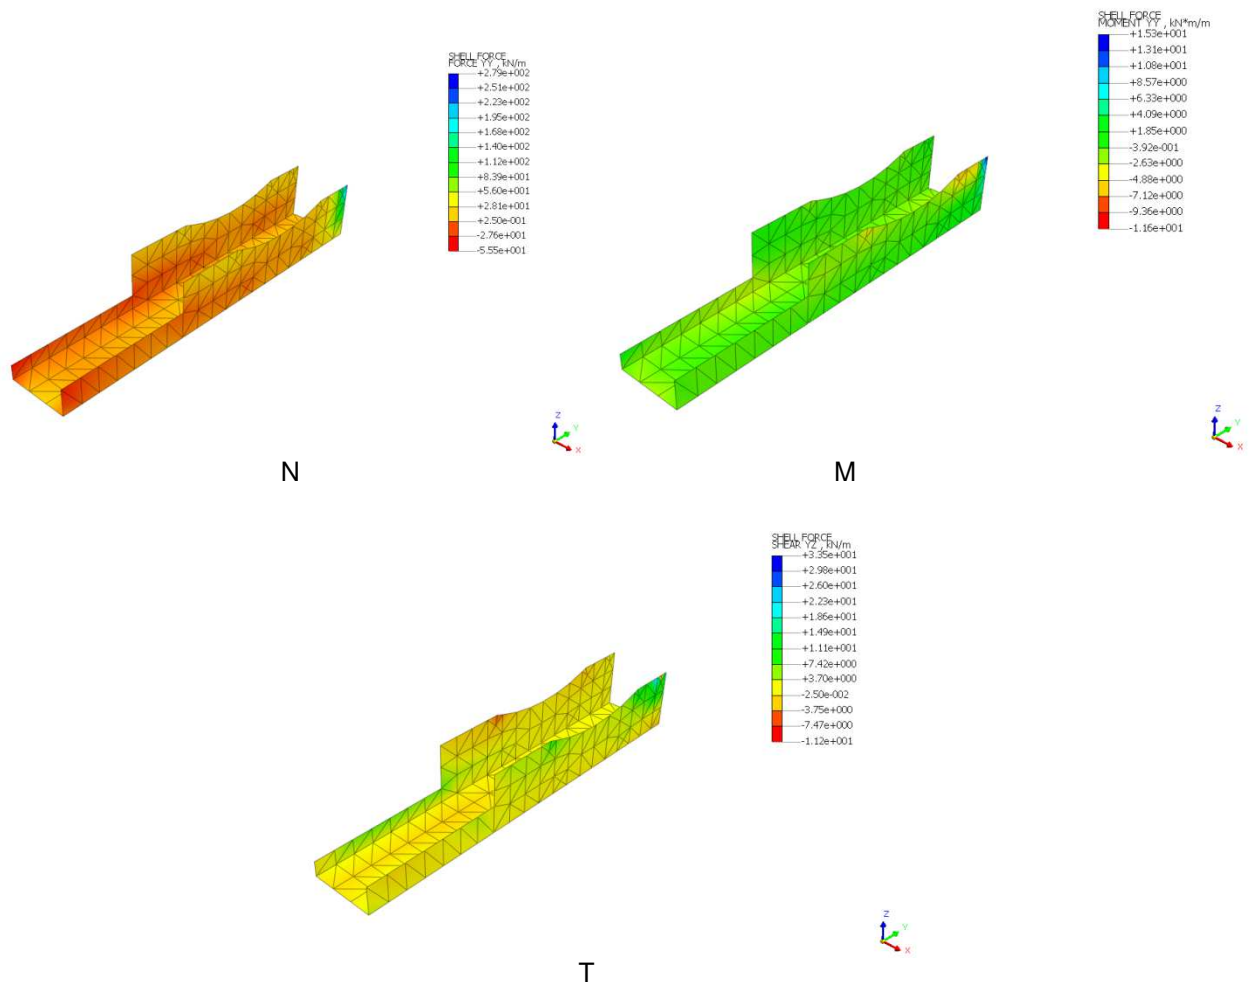 SHELL FORCE
FORCE YY , kN/m
+2.79e+002
+2.51e+002
+2.23e+002
+1.95e+002
+1.68e+002
+1.40e+002
+1.12e+002
+8.39e+001
+5.60e+001
+2.81e+001
+2.50e-001
-2.76e+001
-5.55e+001
Z
Y
X
N
SHELL FORCE
MOMENT YY , kN*m/m
+1.53e+001
+1.31e+001
+1.08e+001
+8.57e+000
+6.33e+000
+4.09e+000
+1.85e+000
-3.92e-001
-2.63e+000
-4.88e+000
-7.12e+000
-9.36e+000
-1.16e+001
Z
Y
X
M
SHELL FORCE
SHEAR YZ , kN/m
+3.35e+001
+2.98e+001
+2.60e+001
+2.23e+001
+1.86e+001
+1.49e+001
+1.11e+001
+7.42e+000
+3.70e+000
-2.50e-002
-3.75e+000
-7.47e+000
-1.12e+001
Z
Y
X
T